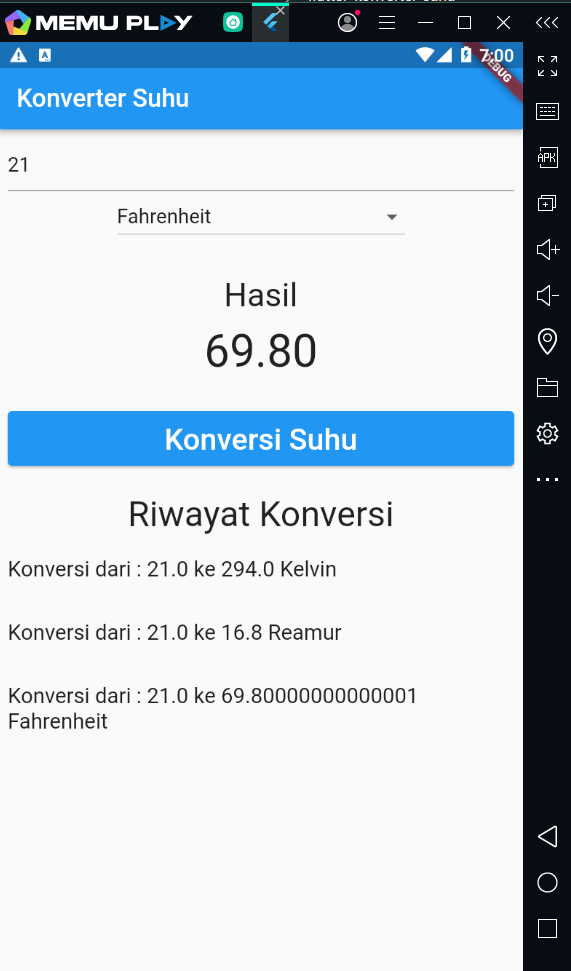 MEMU PLAY
7:00
DEBUG
Konverter Suhu
21
Fahrenheit
APK
Hasil
69.80
Konversi Suhu
Riwayat Konversi
Konversi dari : 21.0 ke 294.0 Kelvin
Konversi dari : 21.0 ke 16.8 Reamur
Konversi dari : 21.0 ke 69.80000000000001
Fahrenheit